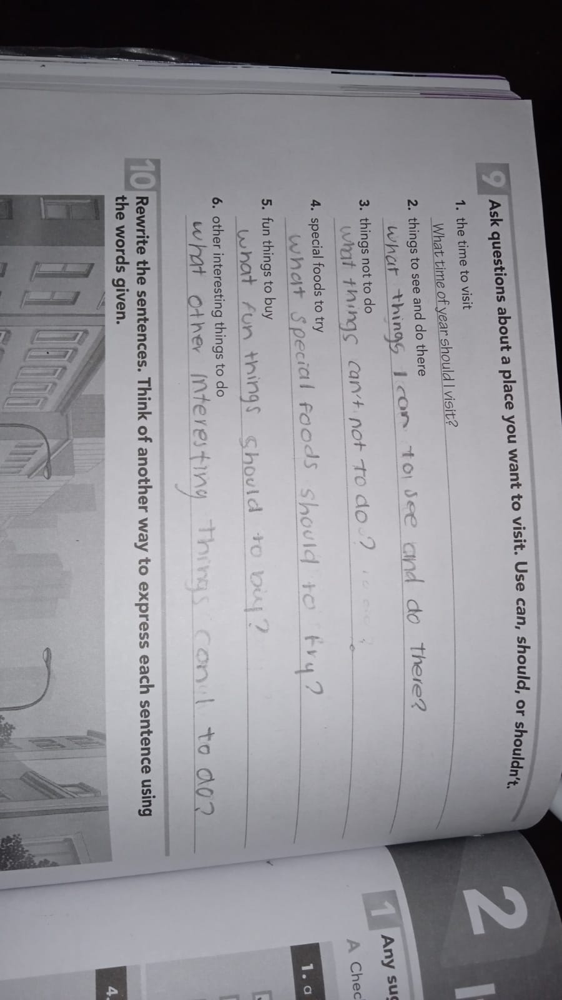 9 Ask questions about a place you want to visit. Use can, should, or shouldn't.
1. the time to visit
What time of year should I visit?
2. things to see and do there
what things I can to see and do there?
3. things not to do
what things can't not to do?
4. special foods to try
what special foods should to try?
5. fun things to buy
what fun things should to buy?
6. other interesting things to do
what other interesting things can I to do?
10 Rewrite the sentences. Think of another way to express each sentence using
the words given.
2
1 Any sug
A Chec
1. a
4.